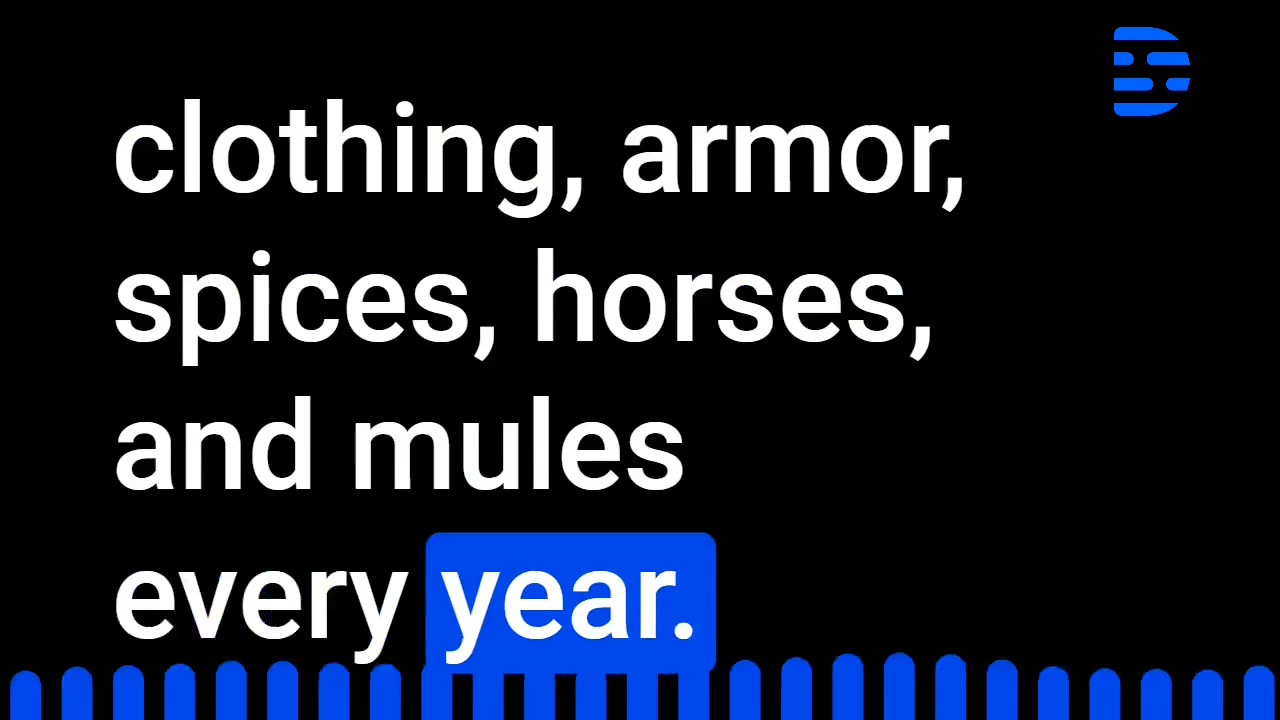 clothing, armor,
spices, horses,
and mules
every year.